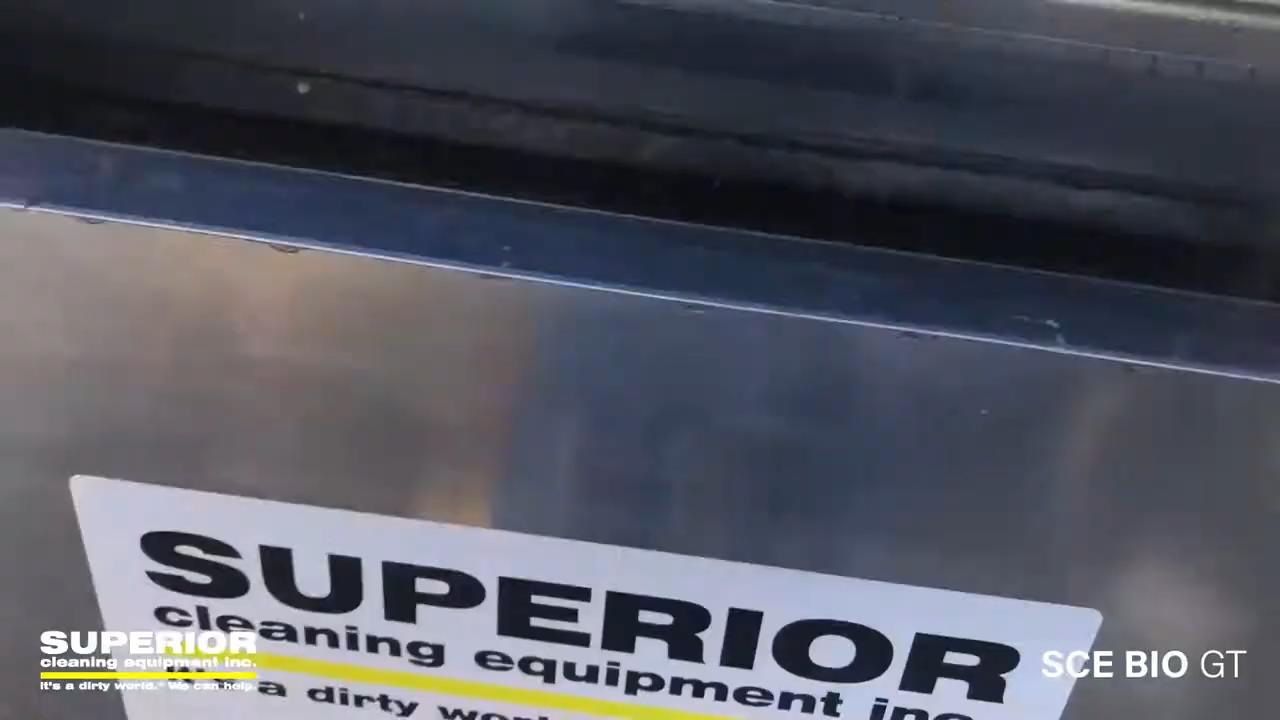 SUPERIOR
cleaning equipment inc.
a dirty
SUPERIOR
cleaning equipment inc.
It's a dirty world.* We can help.
SCE BIO GT